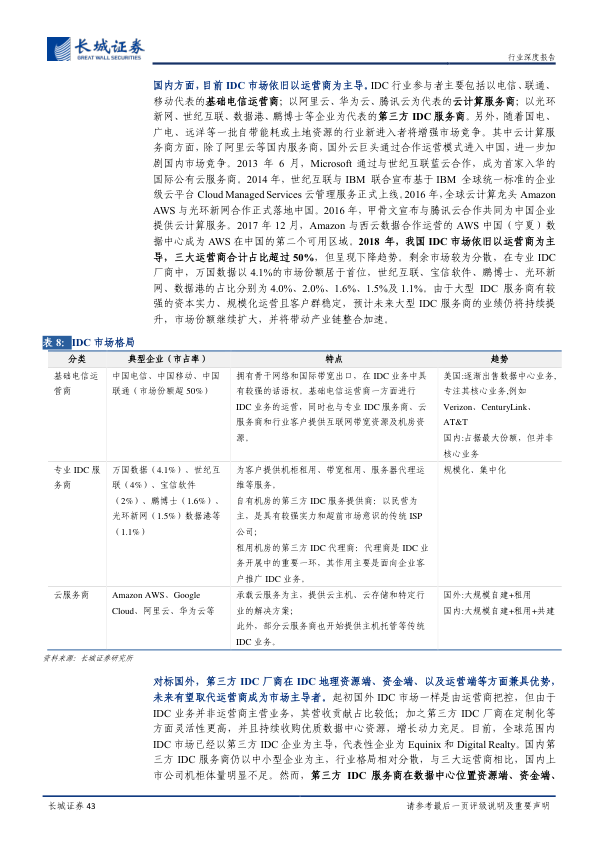 长城证券
GREAT WALL SECURITIES
行业深度报告
国内方面，目前 IDC 市场依旧以运营商为主导。IDC 行业参与者主要包括以电信、联通、
移动代表的基础电信运营商；以阿里云、华为云、腾讯云为代表的云计算服务商；以光环
新网、世纪互联、数据港、鹏博士等企业为代表的第三方 IDC 服务商。另外，随着国电、
广电、远洋等一批自带能耗或土地资源的行业新进入者将增强市场竞争。其中云计算服
务商方面，除了阿里云等国内服务商，国外云巨头通过合作运营模式进入中国，进一步加
剧国内市场竞争。2013 年 6 月，Microsoft 通过与世纪互联蓝云合作，成为首家入华的
国际公有云服务商。2014 年，世纪互联与 IBM 联合宣布基于 IBM 全球统一标准的企业
级云平台 Cloud Managed Services 云管理服务正式上线。2016 年，全球云计算龙头 Amazon
AWS 与光环新网合作正式落地中国。2016 年，甲骨文宣布与腾讯云合作共同为中国企业
提供云计算服务。2017 年 12 月，Amazon 与西云数据合作运营的 AWS 中国（宁夏）数
据中心成为 AWS 在中国的第二个可用区域。2018 年，我国 IDC 市场依旧以运营商为主
导，三大运营商合计占比超过 50%，但呈现下降趋势。剩余市场较为分散，在专业 IDC
厂商中，万国数据以 4.1%的市场份额居于首位，世纪互联、宝信软件、鹏博士、光环新
网、数据港的占比分别为 4.0%、2.0%、1.6%、1.5%及 1.1%。由于大型 IDC 服务商有较
强的资本实力、规模化运营且客户群稳定，预计未来大型 IDC 服务商的业绩仍将持续提
升，市场份额继续扩大，并将带动产业链整合加速。
表 8: IDC 市场格局
分类 典型企业（市占率） 特点 趋势
基础电信运
营商
中国电信、中国移动、中国
联通（市场份额超 50%）
拥有骨干网络和国际带宽出口，在 IDC 业务中具
有较强的话语权。基础电信运营商一方面进行
IDC 业务的运营，同时也与专业 IDC 服务商、云
服务商和行业客户提供互联网带宽资源及机房资
源。
美国:逐渐出售数据中心业务,
专注其核心业务,例如
Verizon，CenturyLink，
AT&T
国内:占据最大份额，但并非
核心业务
专业 IDC 服
务商
万国数据（4.1%）、世纪互
联（4%）、宝信软件
（2%）、鹏博士（1.6%）、
光环新网（1.5%）数据港等
（1.1%）
为客户提供机柜租用、带宽租用、服务器代理运
维等服务。
自有机房的第三方 IDC 服务提供商：以民营为
主，是具有较强实力和超前市场意识的传统 ISP
公司；
租用机房的第三方 IDC 代理商：代理商是 IDC 业
务开展中的重要一环，其作用主要是面向企业客
户推广 IDC 业务。
规模化、集中化
云服务商
Amazon AWS、Google
Cloud、阿里云、华为云等
承载云服务为主、提供云主机、云存储和特定行
业的解决方案；
此外，部分云服务商也开始提供主机托管等传统
IDC 业务。
国外:大规模自建+租用
国内:大规模自建+租用+共建
资料来源：长城证券研究所
对标国外，第三方 IDC 厂商在 IDC 地理资源端、资金端、以及运营端等方面兼具优势，
未来有望取代运营商成为市场主导者。起初国外 IDC 市场一样是由运营商把控，但由于
IDC 业务并非运营商主营业务，其营收贡献占比较低；加之第三方 IDC 厂商在定制化等
方面灵活性更高，并且持续收购优质数据中心资源，增长动力充足。目前，全球范围内
IDC 市场已经以第三方 IDC 企业为主导，代表性企业为 Equinix 和 Digital Realty。国内第
三方 IDC 服务商仍以中小型企业为主，行业格局相对分散，与三大运营商相比，国内上
市公司机柜体量明显不足。然而，第三方 IDC 服务商在数据中心位置资源端、资金端、
长城证券 43
请参考最后一页评级说明及重要声明